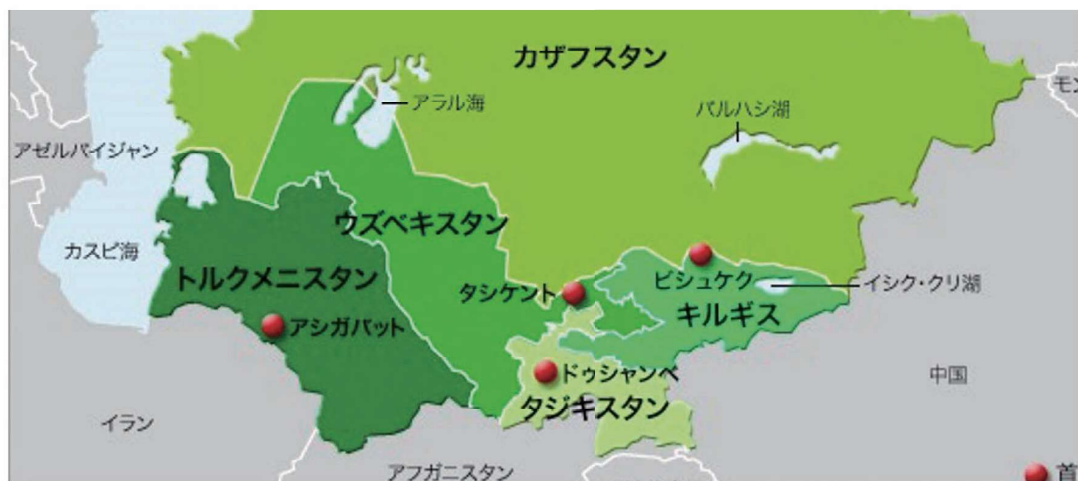 カザフスタン
アラル海
バルハシ湖
モン
アゼルバイジャン
ウズベキスタン
カスピ海
トルクメニスタン
タシケント
ビシュケク
イシク・クリ湖
キルギス
アシガバット
ドゥシャンベ
中国
タジキスタン
イラン
アフガニスタン
首